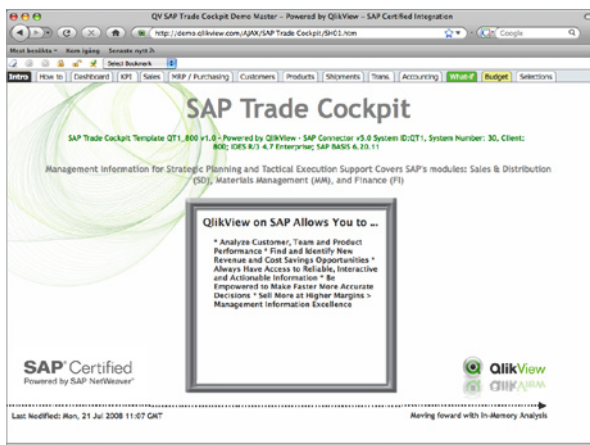 QV SAP Trade Cockpit Demo Master - Powered by QlikView - SAP Certified Integration
http://demo.qlikview.com/AJAX/SAP Trade Cockpit/SH01.htm
Google
Mest besökta Kom igång Senaste nytt
Select Bookmark
Intro How to Dashboard KPI Sales MRP / Purchasing Customers Products Shipments Trans. Accounting What-If Budget Selections
SAP Trade Cockpit
SAP Trade Cockpit Template QT1_800 v1.0 - Powered by QlikView - SAP Connector v5.0 System ID:QT1, System Number: 30, Client:
800; IDES R/3 4.7 Enterprise; SAP BASIS 6.20.11
Management Information for Strategic Planning and Tactical Execution Support Covers SAP's modules: Sales & Distribution
(SD), Materials Management (MM), and Finance (FI)
QlikView on SAP Allows You to ...
* Analyze Customer, Team and Product
Performance * Find and Identify New
Revenue and Cost Savings Opportunities *
Always Have Access to Reliable, Interactive
and Actionable Information * Be
Empowered to Make Faster More Accurate
Decisions * Sell More at Higher Margins >
Management Information Excellence
SAP® Certified
Powered by SAP NetWeaver®
QlikView
Last Modified: Mon, 21 Jul 2008 11:07 GMT
Moving foward with In-Memory Analysis